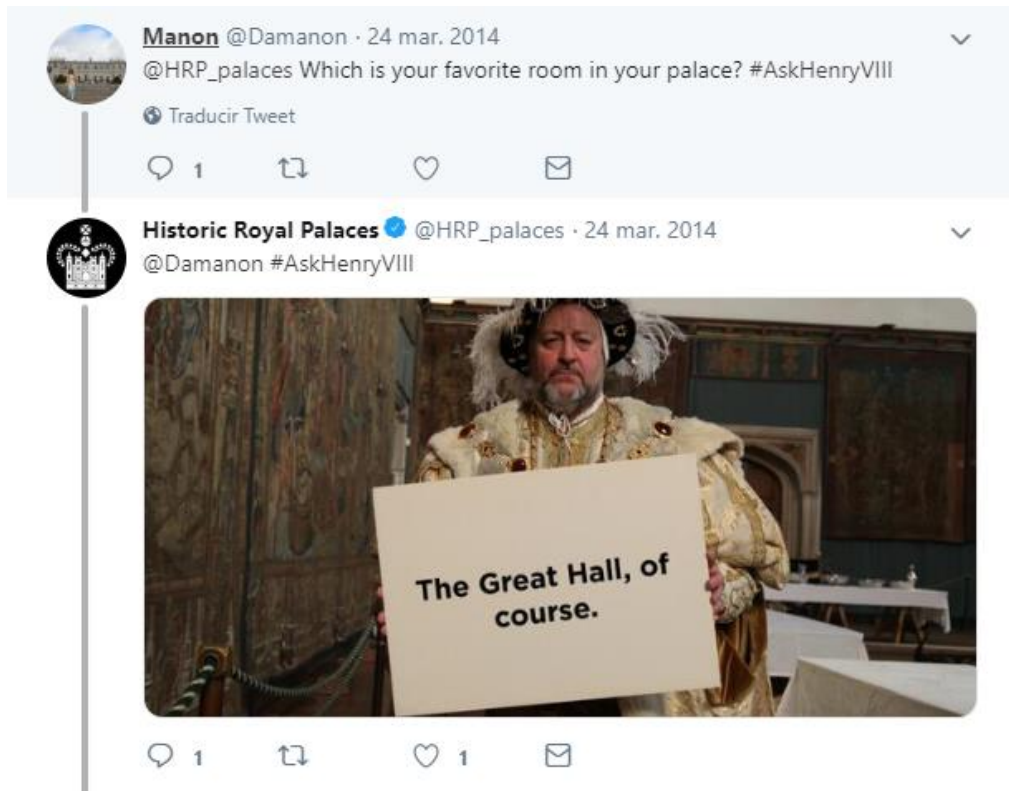 Manon @Damanon · 24 mar. 2014
@HRP_palaces Which is your favorite room in your palace? #AskHenryVIII
Traducir Tweet
1
Historic Royal Palaces @HRP_palaces · 24 mar. 2014
@Damanon #AskHenryVIII
The Great Hall, of
course.
1 1